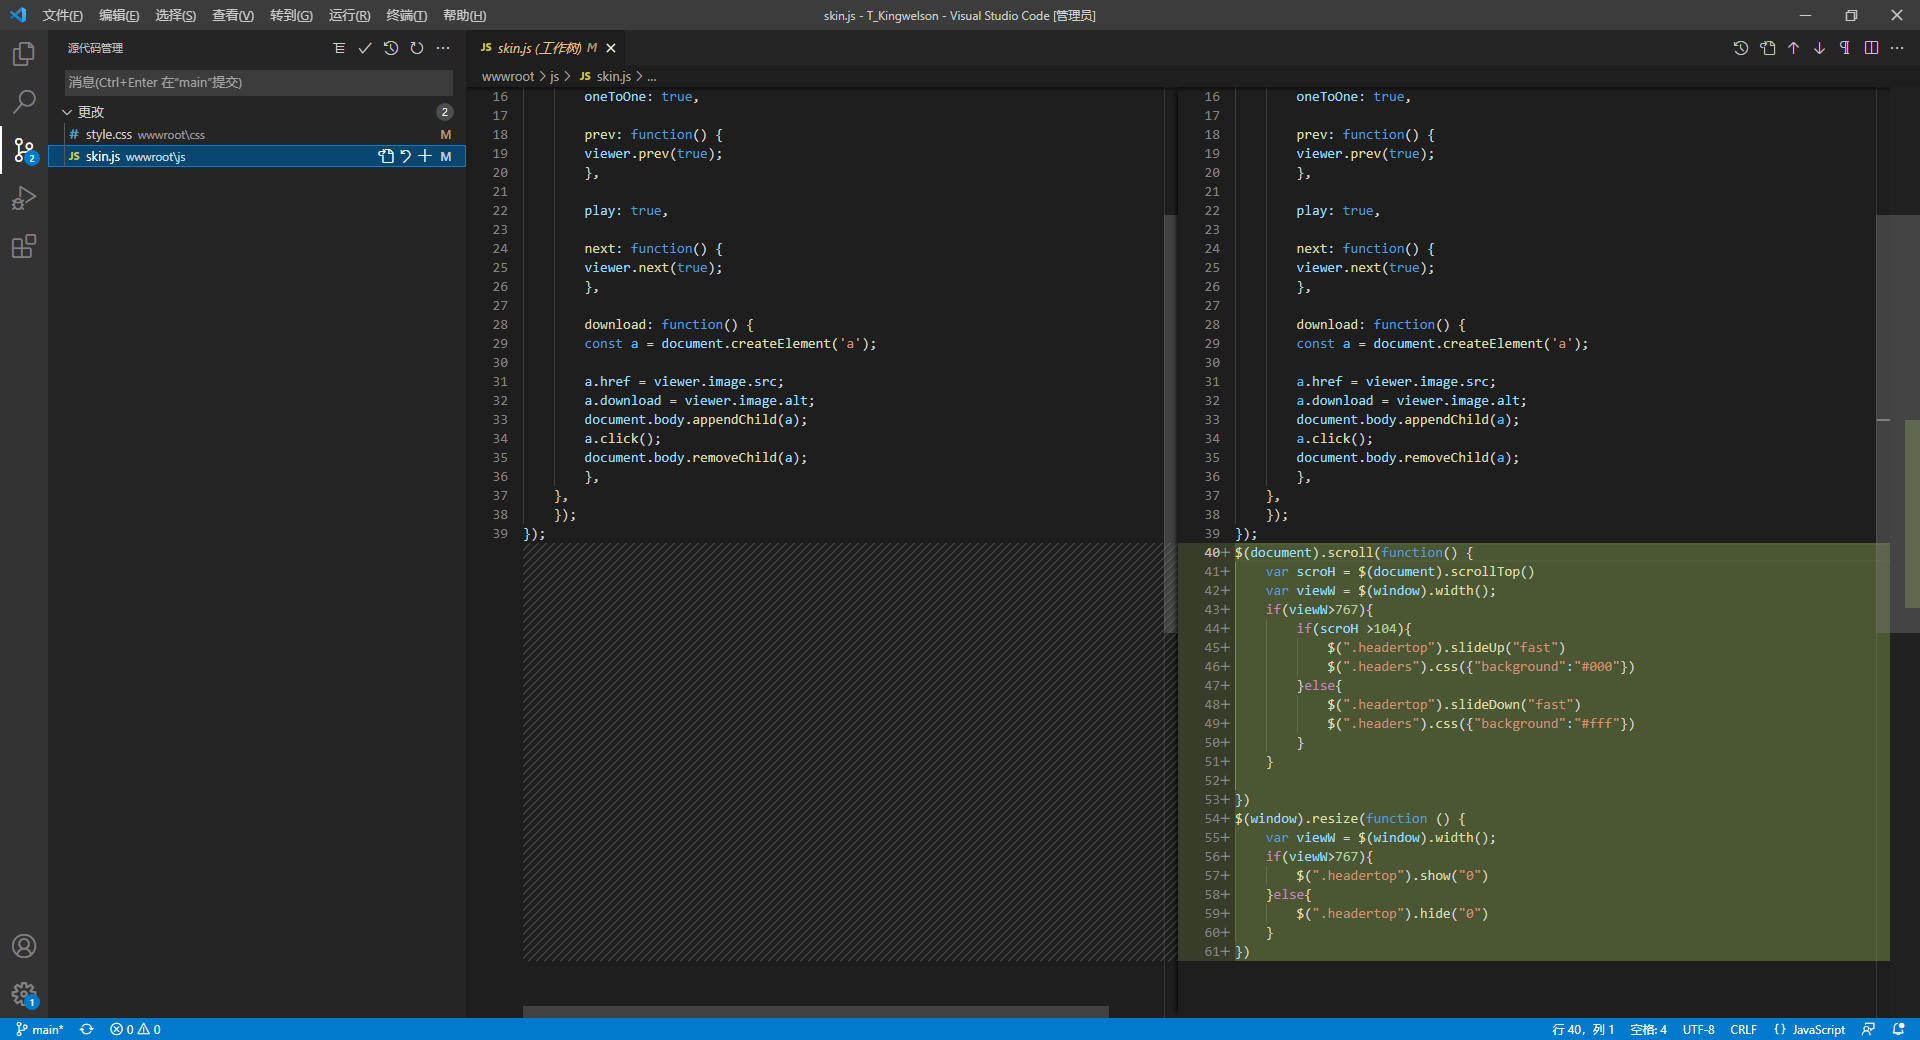 文件(F) 编辑(E) 选择(S) 查看(V) 转到(G) 运行(R) 终端(T) 帮助(H)
skin.js - T_Kingwelson - Visual Studio Code [管理员]
源代码管理
消息(Ctrl+Enter 在"main"提交)
更改 2
# style.css wwwroot\css M
JS skin.js wwwroot\js M
2
1
JS skin.js (工作树) M
wwwroot > js > JS skin.js > ...
16 oneToOne: true,
17
18 prev: function() {
19 viewer.prev(true);
20 },
21
22 play: true,
23
24 next: function() {
25 viewer.next(true);
26 },
27
28 download: function() {
29 const a = document.createElement('a');
30
31 a.href = viewer.image.src;
32 a.download = viewer.image.alt;
33 document.body.appendChild(a);
34 a.click();
35 document.body.removeChild(a);
36 },
37 },
38 });
39 });
16 oneToOne: true,
17
18 prev: function() {
19 viewer.prev(true);
20 },
21
22 play: true,
23
24 next: function() {
25 viewer.next(true);
26 },
27
28 download: function() {
29 const a = document.createElement('a');
30
31 a.href = viewer.image.src;
32 a.download = viewer.image.alt;
33 document.body.appendChild(a);
34 a.click();
35 document.body.removeChild(a);
36 },
37 },
38 });
39 });
40+ $(document).scroll(function() {
41+ var scroH = $(document).scrollTop()
42+ var viewW = $(window).width();
43+ if(viewW>767){
44+ if(scroH >104){
45+ $(".headertop").slideUp("fast")
46+ $(".headers").css({"background":"#000"})
47+ }else{
48+ $(".headertop").slideDown("fast")
49+ $(".headers").css({"background":"#fff"})
50+ }
51+ }
52+
53+ })
54+ $(window).resize(function () {
55+ var viewW = $(window).width();
56+ if(viewW>767){
57+ $(".headertop").show("0")
58+ }else{
59+ $(".headertop").hide("0")
60+ }
61+ })
main* 0 0 行 40，列 1 空格: 4 UTF-8 CRLF {} JavaScript